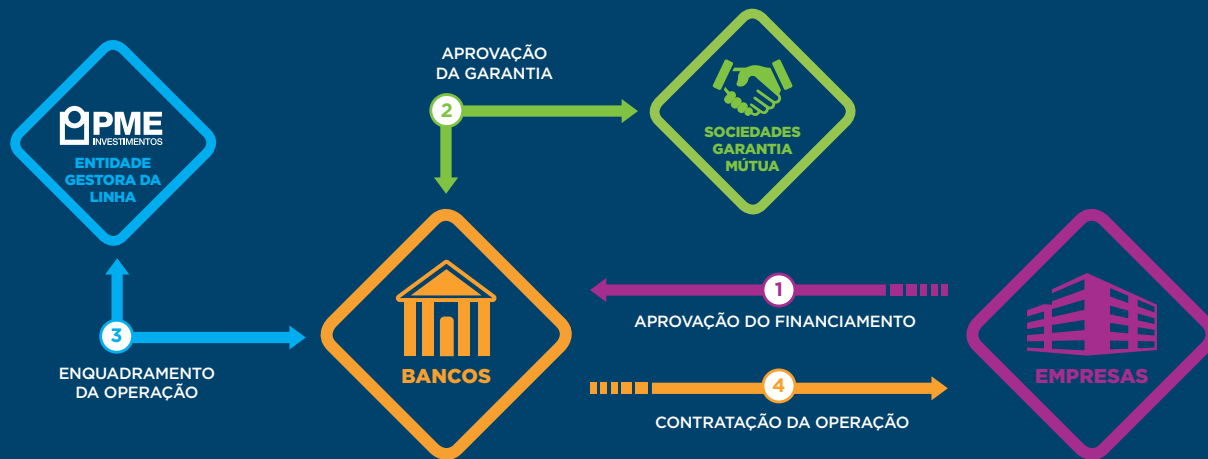 APROVAÇÃO
DA GARANTIA
2
SOCIEDADES
GARANTIA
MÚTUA
PME
INVESTIMENTOS
ENTIDADE
GESTORA DA
LINHA
3
ENQUADRAMENTO
DA OPERAÇÃO
BANCOS
1
APROVAÇÃO DO FINANCIAMENTO
4
CONTRATAÇÃO DA OPERAÇÃO
EMPRESAS